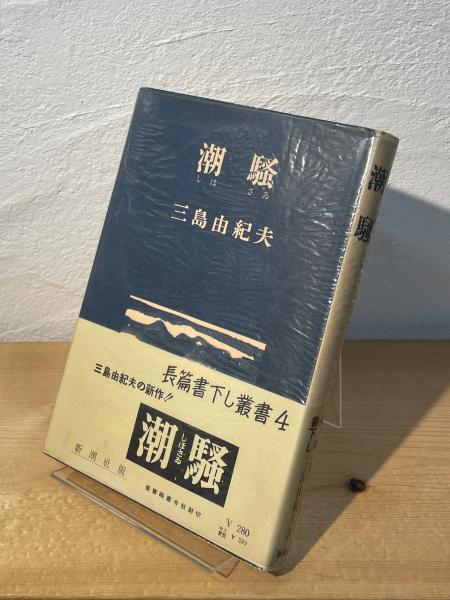 潮騒
しほさゐ
三島由紀夫
長篇書下し叢書4
三島由紀夫の新作!!
しほさゐ
潮騒
新潮社版
¥ 280
潮騒